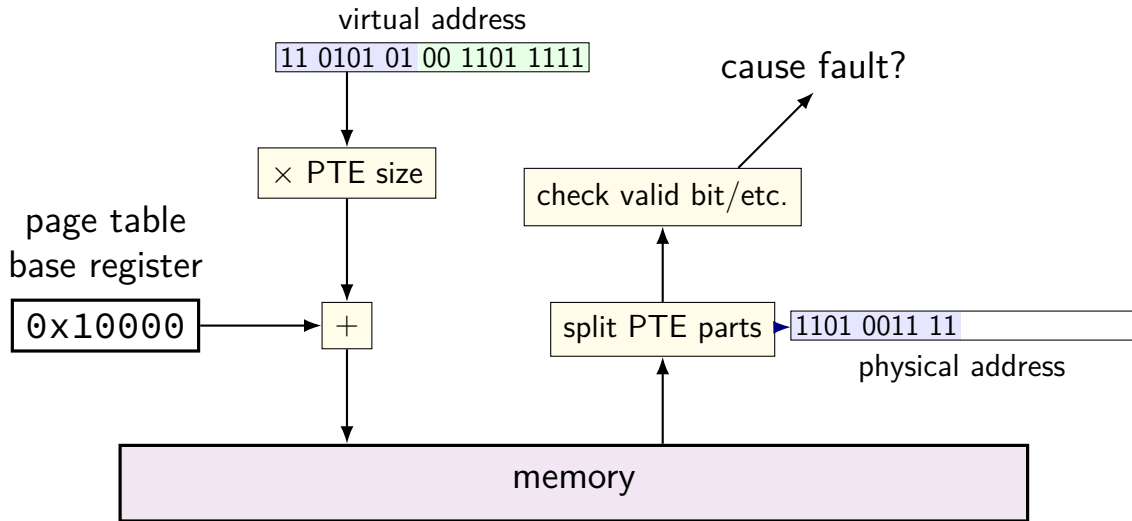 virtual address
11 0101 01 00 1101 1111
cause fault?
× PTE size
check valid bit/etc.
page table
base register
0x10000
+
split PTE parts
1101 0011 11
physical address
memory